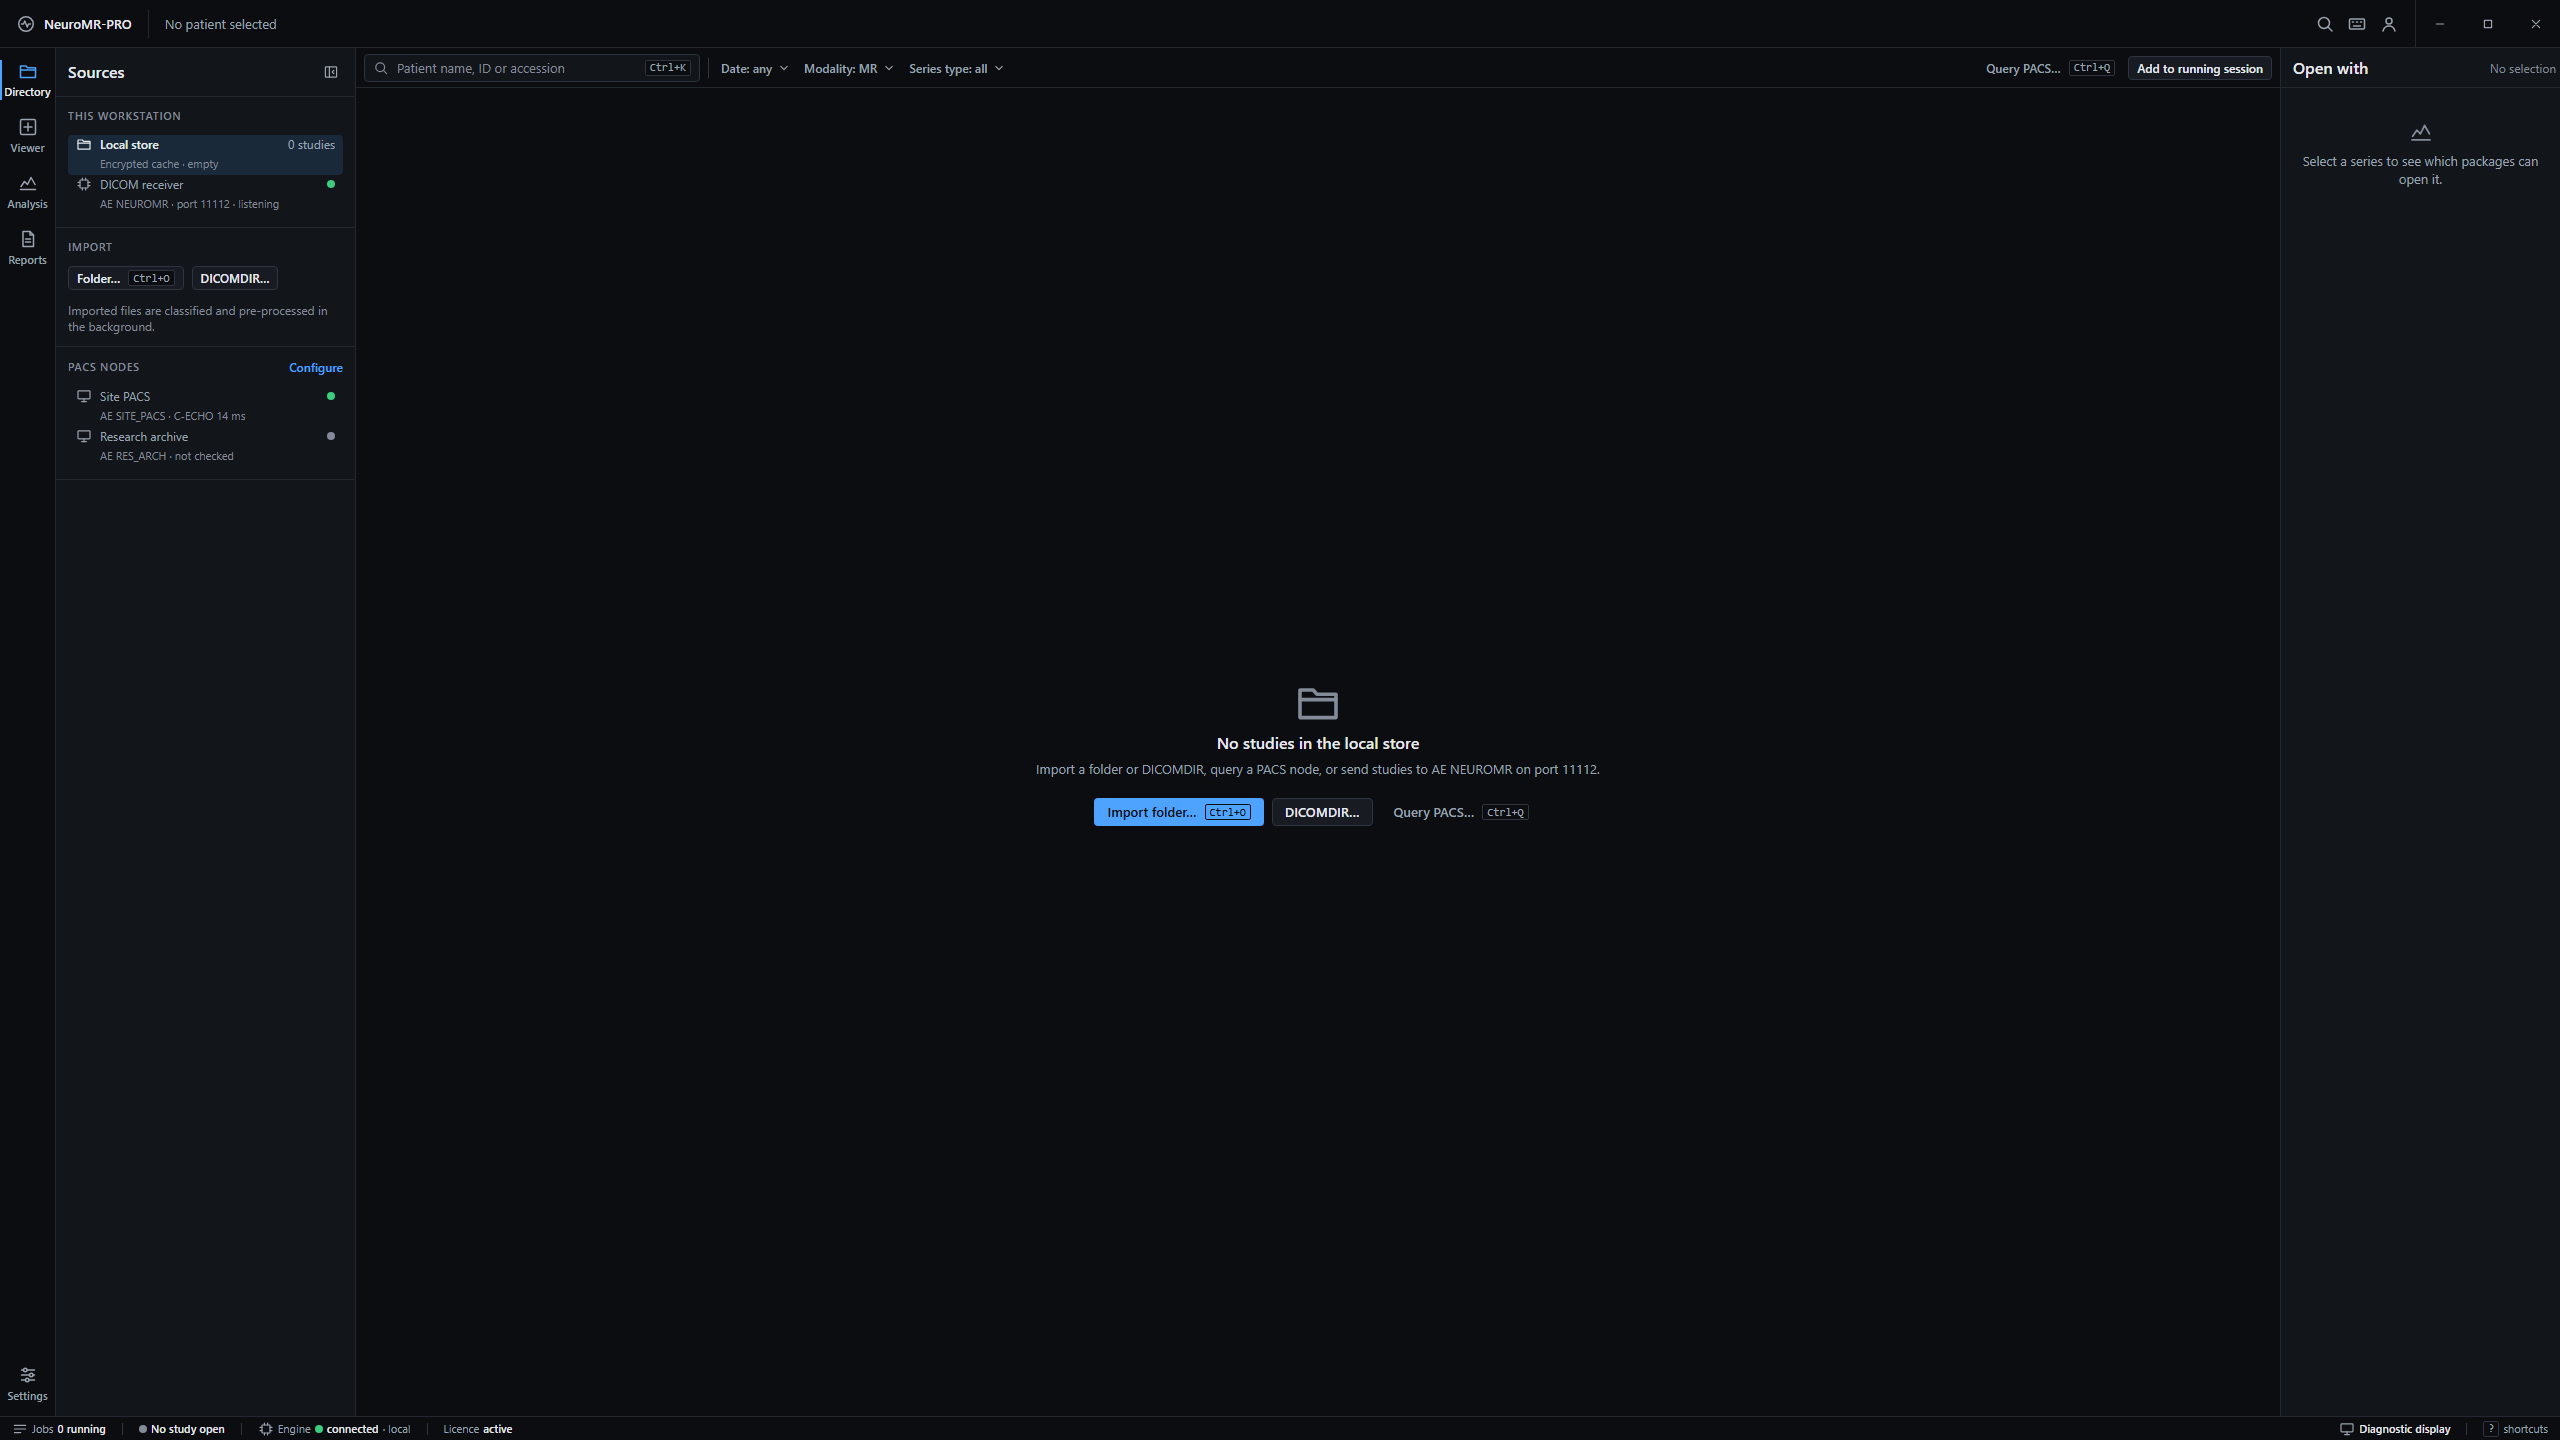 NeuroMR-PRO
No patient selected
Directory
Viewer
Analysis
Reports
Settings
Sources
THIS WORKSTATION
Local store 0 studies
Encrypted cache · empty
DICOM receiver
AE NEUROMR · port 11112 · listening
IMPORT
Folder... Ctrl+O DICOMDIR...
Imported files are classified and pre-processed in
the background.
PACS NODES Configure
Site PACS
AE SITE_PACS · C-ECHO 14 ms
Research archive
AE RES_ARCH · not checked
Patient name, ID or accession Ctrl+K
Date: any Modality: MR Series type: all
Query PACS... Ctrl+Q Add to running session
No studies in the local store
Import a folder or DICOMDIR, query a PACS node, or send studies to AE NEUROMR on port 11112.
Import folder... Ctrl+O DICOMDIR... Query PACS... Ctrl+Q
Open with No selection
Select a series to see which packages can
open it.
Jobs 0 running No study open Engine connected · local Licence active
Diagnostic display ? shortcuts